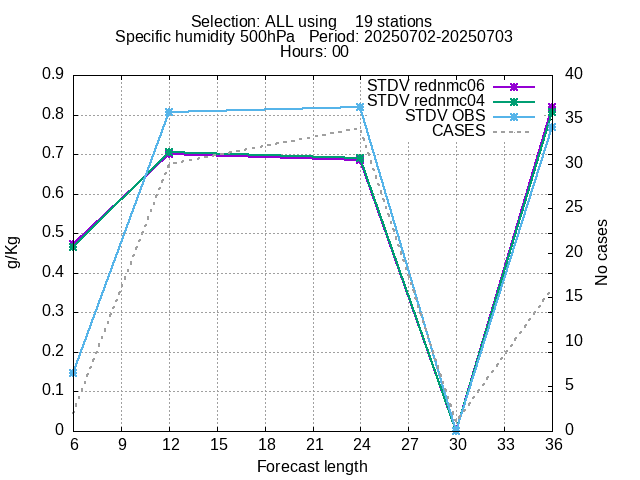 Selection: ALL using    19 stations
Specific humidity 500hPa   Period: 20250702-20250703
Hours: 00
STDV rednmc06
STDV rednmc04
STDV OBS
CASES
0.9
0.8
0.7
0.6
0.5
0.4
0.3
0.2
0.1
0
g/Kg
40
35
30
25
20
15
10
5
0
No cases
6 9 12 15 18 21 24 27 30 33 36
Forecast length